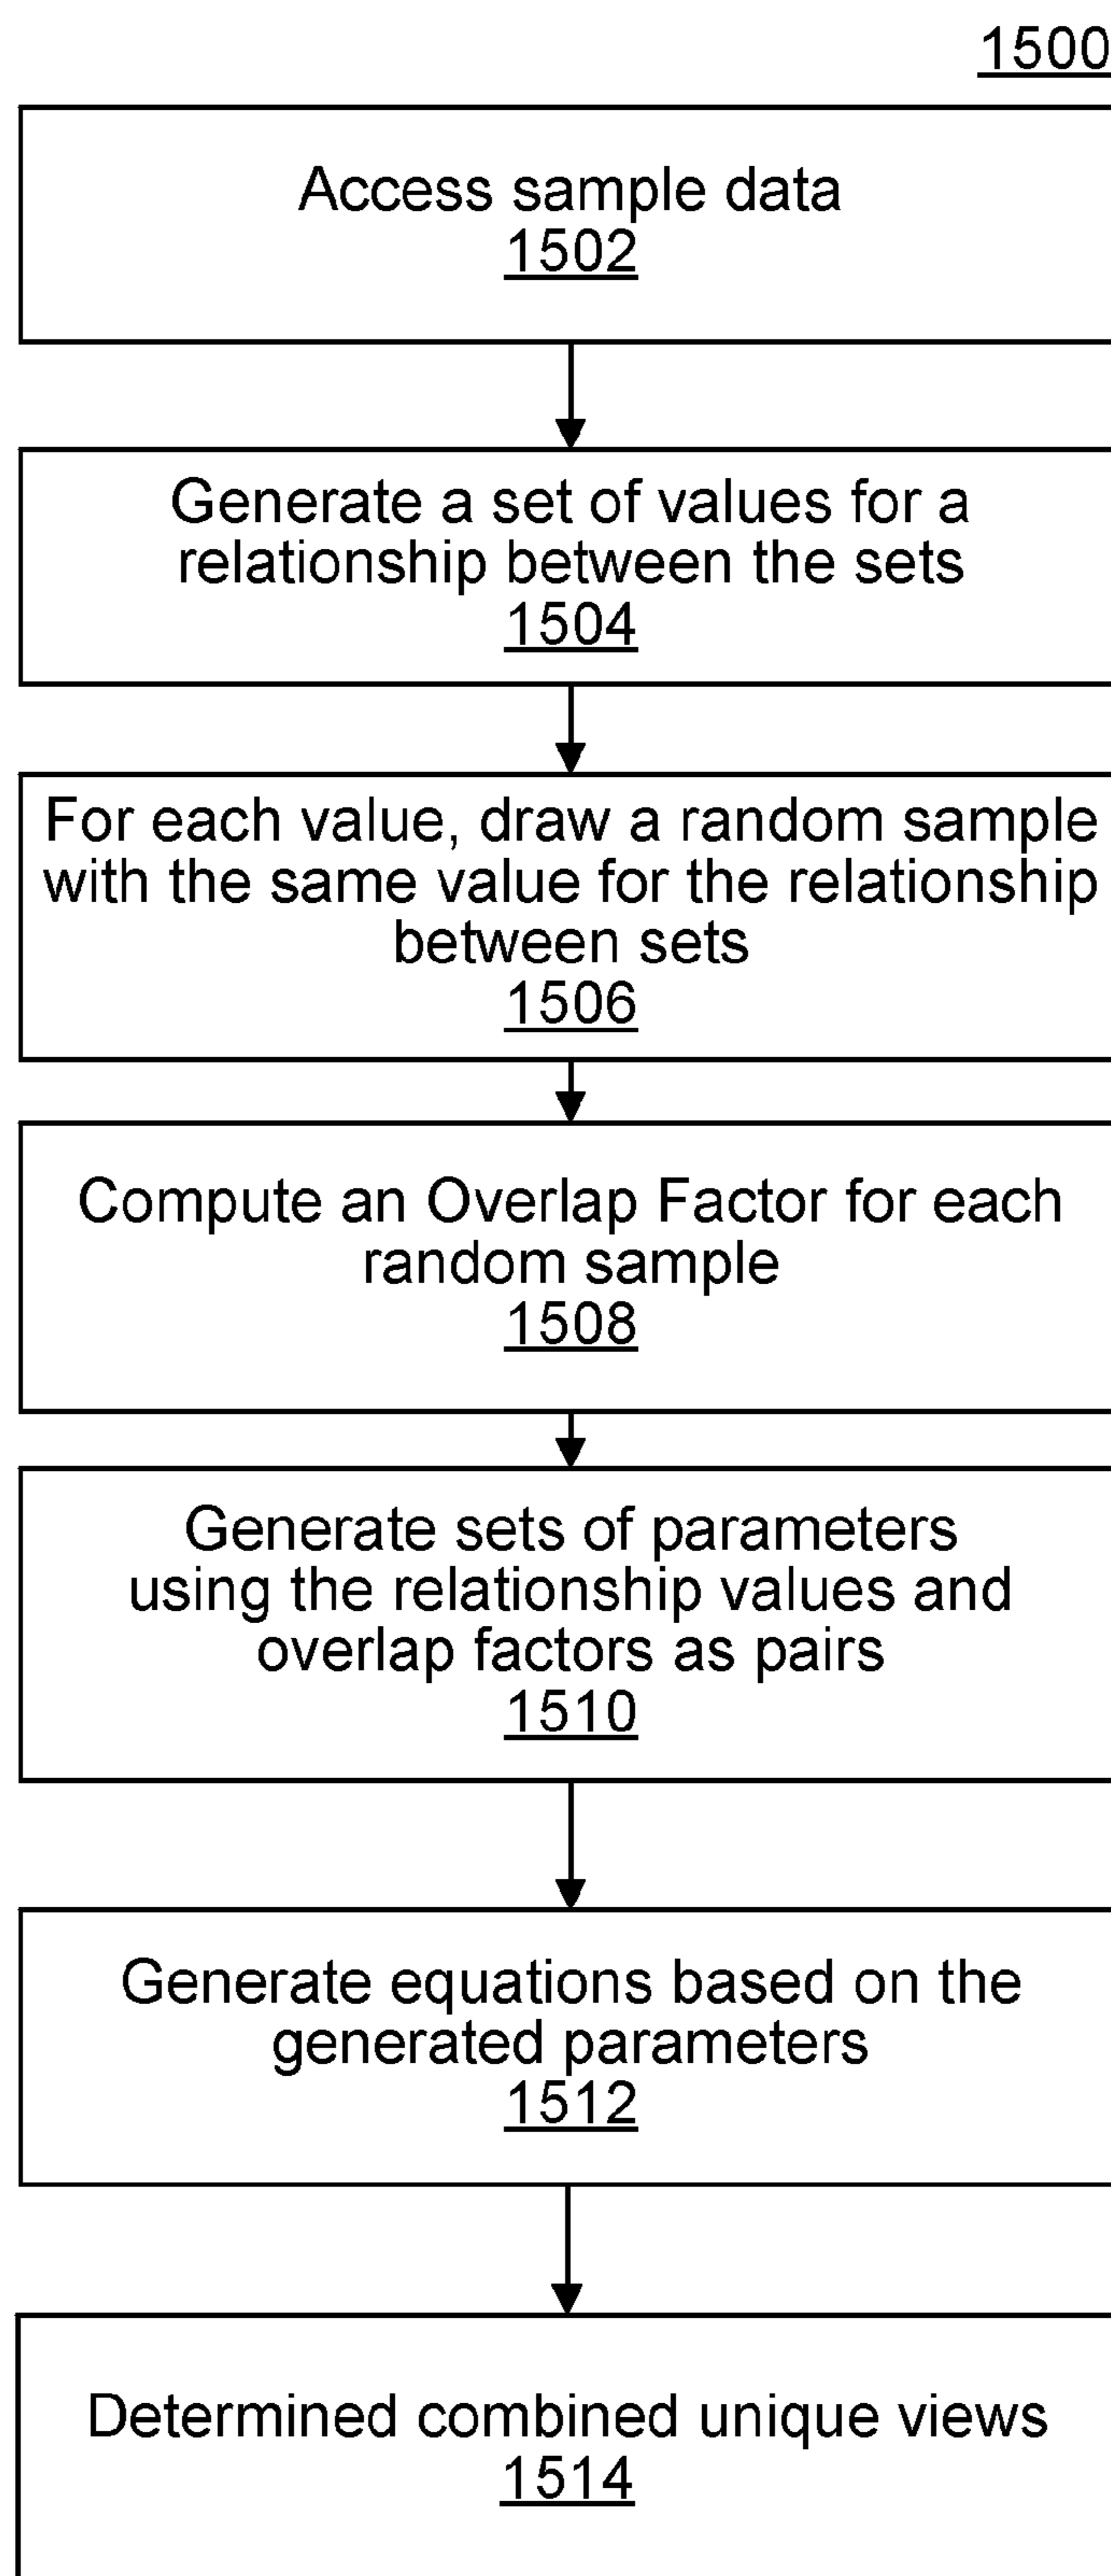 1500
Access sample data
1502
Generate a set of values for a
relationship between the sets
1504
For each value, draw a random sample
with the same value for the relationship
between sets
1506
Compute an Overlap Factor for each
random sample
1508
Generate sets of parameters
using the relationship values and
overlap factors as pairs
1510
Generate equations based on the
generated parameters
1512
Determined combined unique views
1514